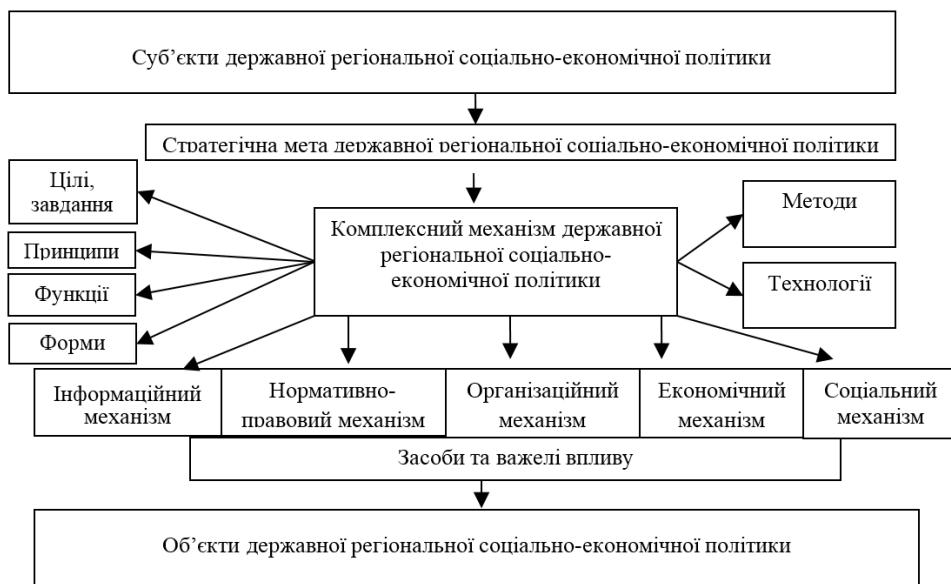 Суб’єкти державної регіональної соціально-економічної політики
Стратегічна мета державної регіональної соціально-економічної політики
Цілі,
завдання
Принципи
Функції
Форми
Комплексний механізм державної
регіональної соціально-
економічної політики
Методи
Технології
Інформаційний
механізм
Нормативно-
правовий механізм
Організаційний
механізм
Економічний
механізм
Соціальний
механізм
Засоби та важелі впливу
Об’єкти державної регіональної соціально-економічної політики